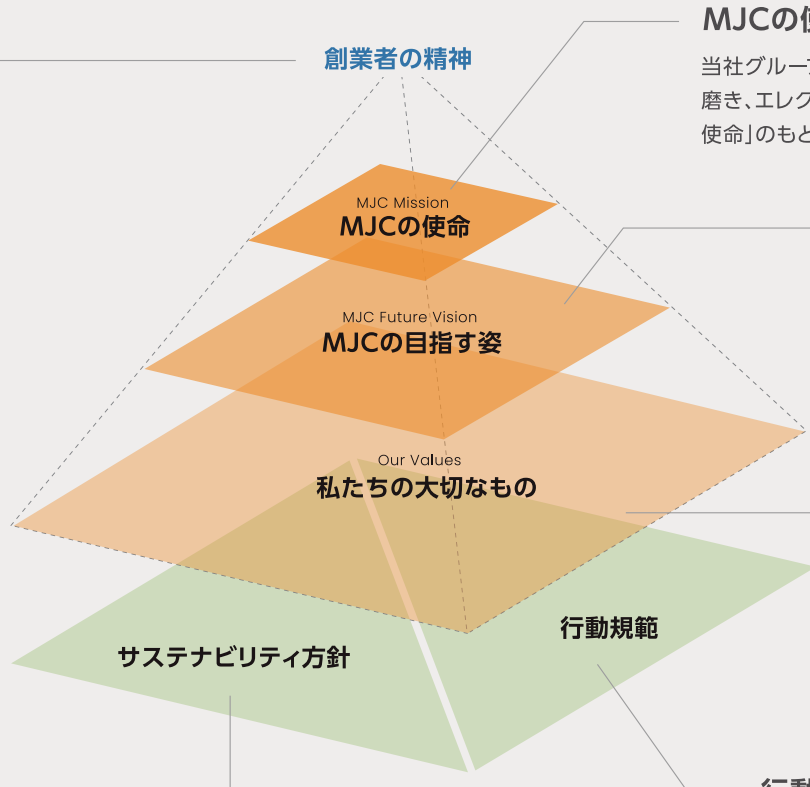 創業者の精神
MJCの使
当社グルー
磨き、エレク
使命」のもと
MJC Mission
MJCの使命
MJC Future Vision
MJCの目指す姿
Our Values
私たちの大切なもの
行動規範
サステナビリティ方針
行動